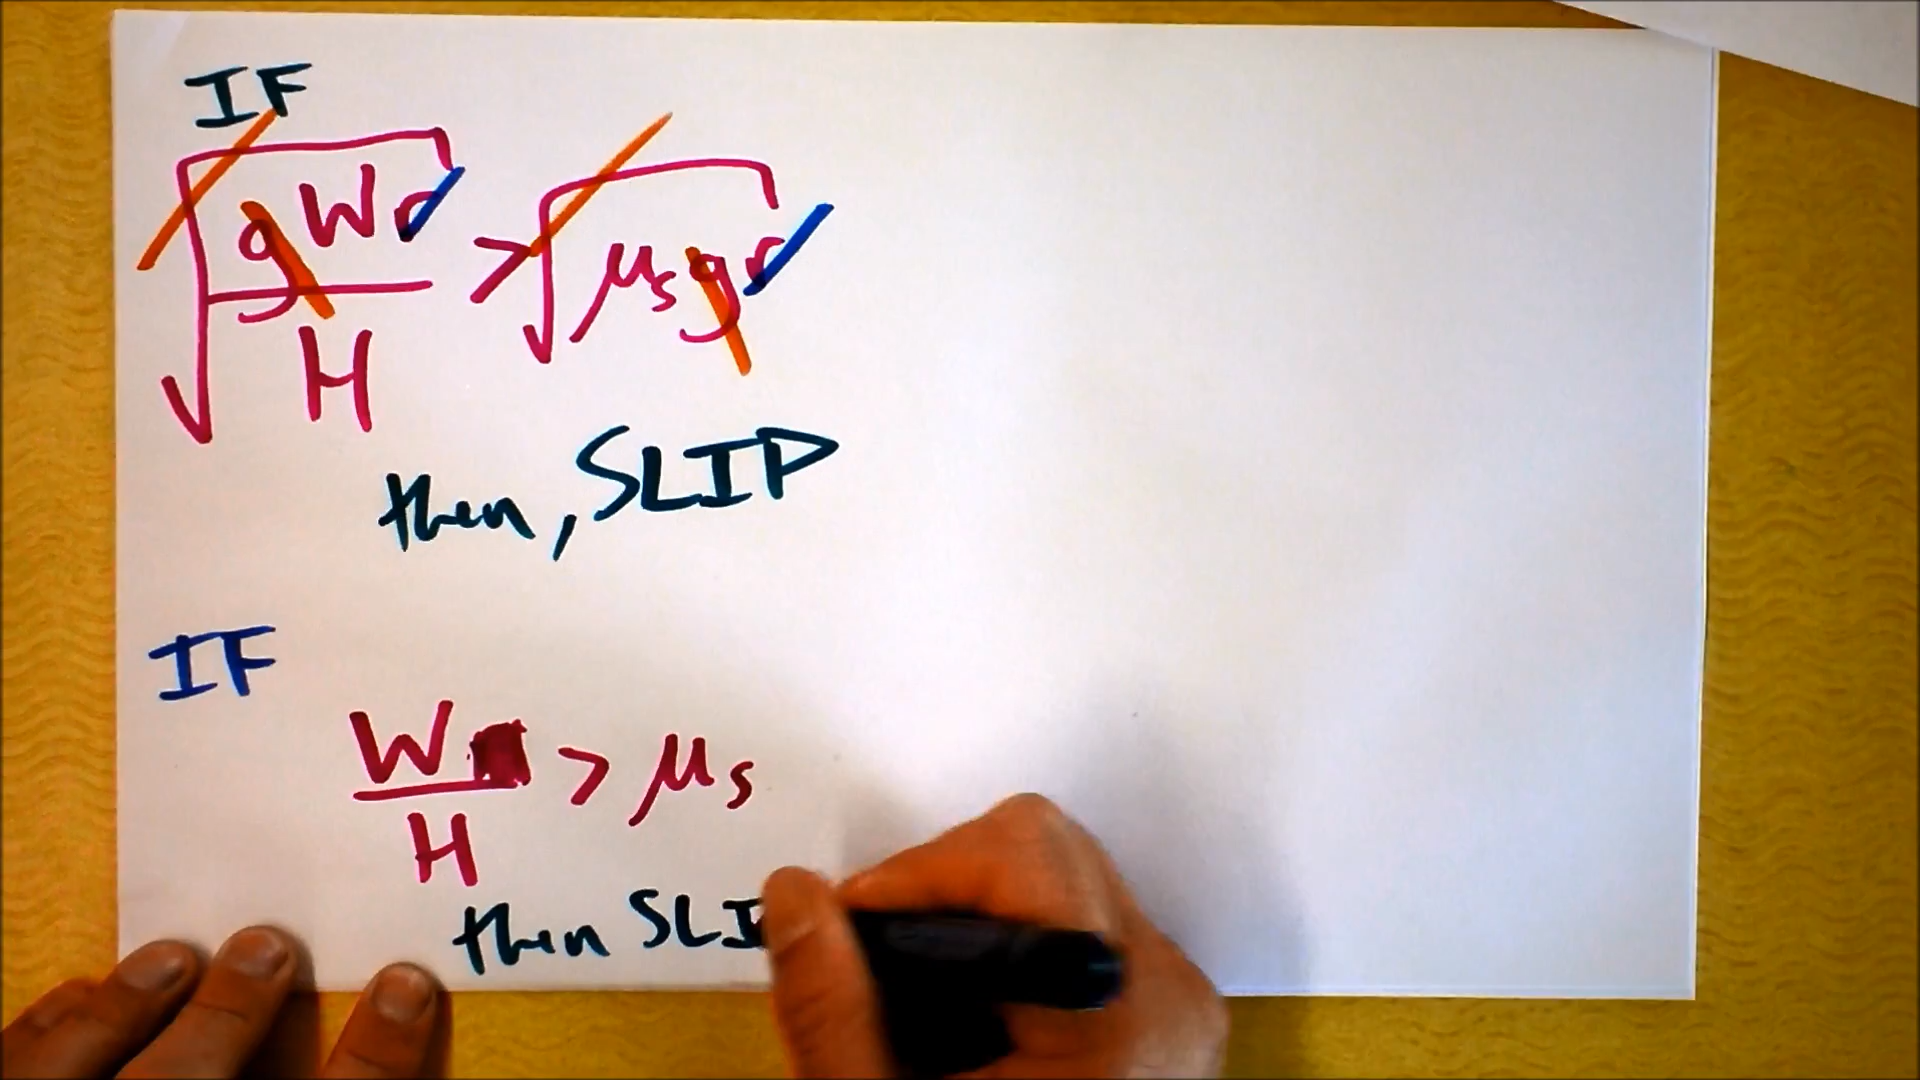 IF
√(gWr/H) > √(μsgr)
then, SLIP
IF
W/H > μs
then SLI